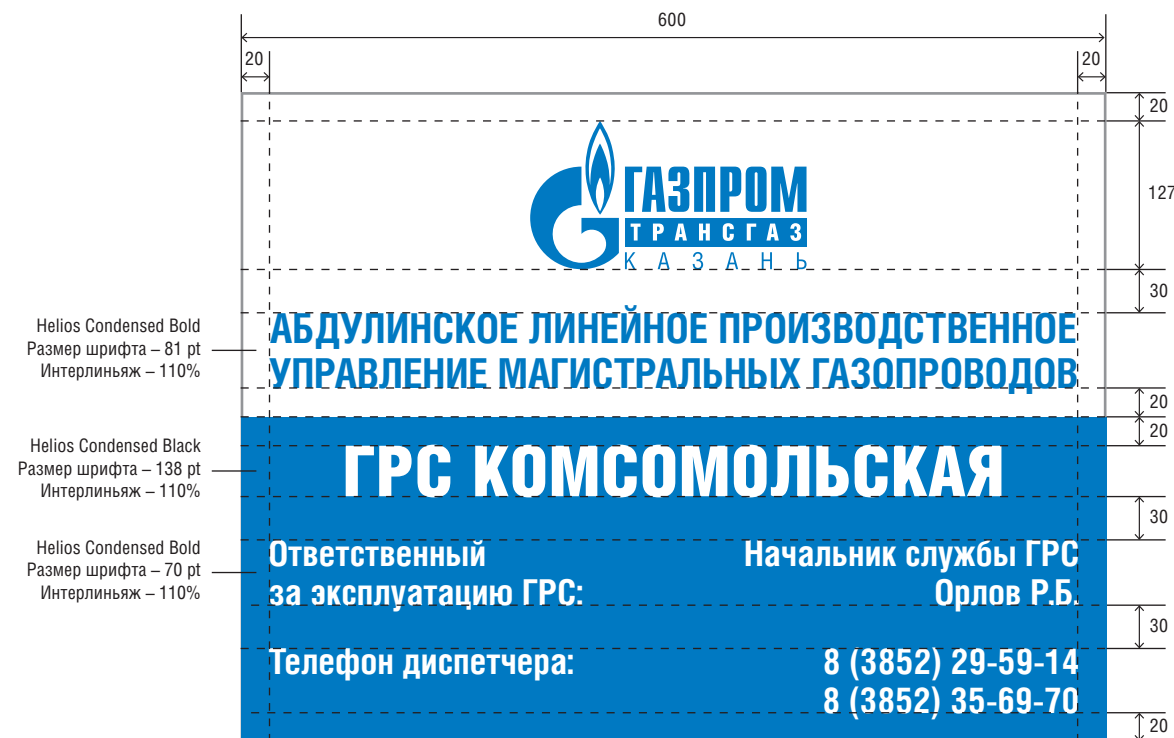 600
20
20
20
127
ГАЗПРОМ
ТРАНСГАЗ
КАЗАНЬ
30
Helios Condensed Bold
Размер шрифта – 81 pt
Интерлиньяж – 110%
АБДУЛИНСКОЕ ЛИНЕЙНОЕ ПРОИЗВОДСТВЕННОЕ
УПРАВЛЕНИЕ МАГИСТРАЛЬНЫХ ГАЗОПРОВОДОВ
20
20
Helios Condensed Black
Размер шрифта – 138 pt
Интерлиньяж – 110%
ГРС КОМСОМОЛЬСКАЯ
30
Helios Condensed Bold
Размер шрифта – 70 pt
Интерлиньяж – 110%
Ответственный
за эксплуатацию ГРС:
Начальник службы ГРС
Орлов Р.Б.
30
Телефон диспетчера:
8 (3852) 29-59-14
8 (3852) 35-69-70
20